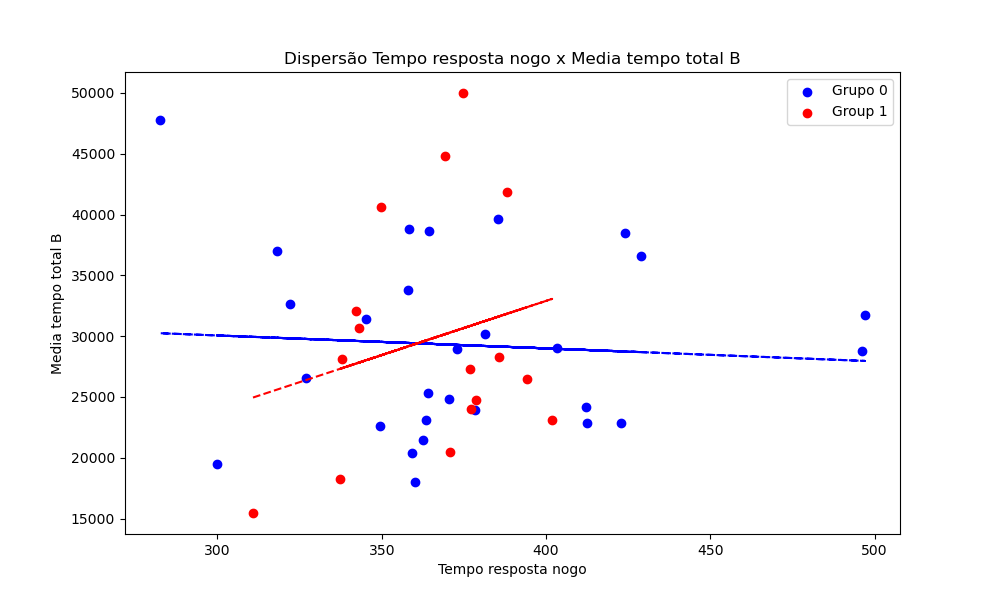 Dispersão Tempo resposta nogo x Media tempo total B
Grupo 0
Group 1
50000
45000
40000
35000
30000
25000
20000
15000
Media tempo total B
300 350 400 450 500
Tempo resposta nogo